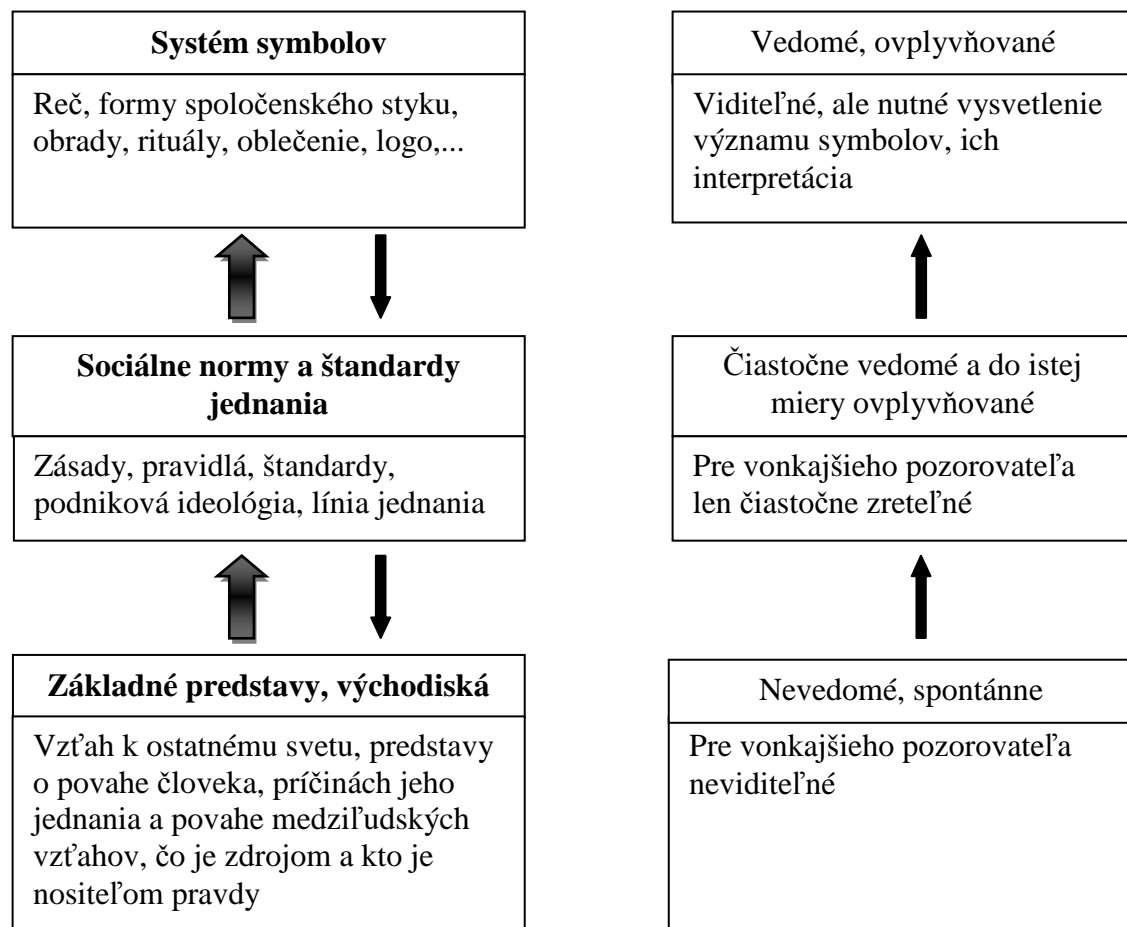 Systém symbolov
Reč, formy spoločenského styku,
obrady, rituály, oblečenie, logo,...
Vedomé, ovplyvňované
Viditeľné, ale nutné vysvetlenie
významu symbolov, ich
interpretácia
Sociálne normy a štandardy
jednania
Zásady, pravidlá, štandardy,
podniková ideológia, línia jednania
Čiastočne vedomé a do istej
miery ovplyvňované
Pre vonkajšieho pozorovateľa
len čiastočne zreteľné
Základné predstavy, východiská
Vzťah k ostatnému svetu, predstavy
o povahe človeka, príčinách jeho
jednania a povahe medziľudských
vzťahov, čo je zdrojom a kto je
nositeľom pravdy
Nevedomé, spontánne
Pre vonkajšieho pozorovateľa
neviditeľné